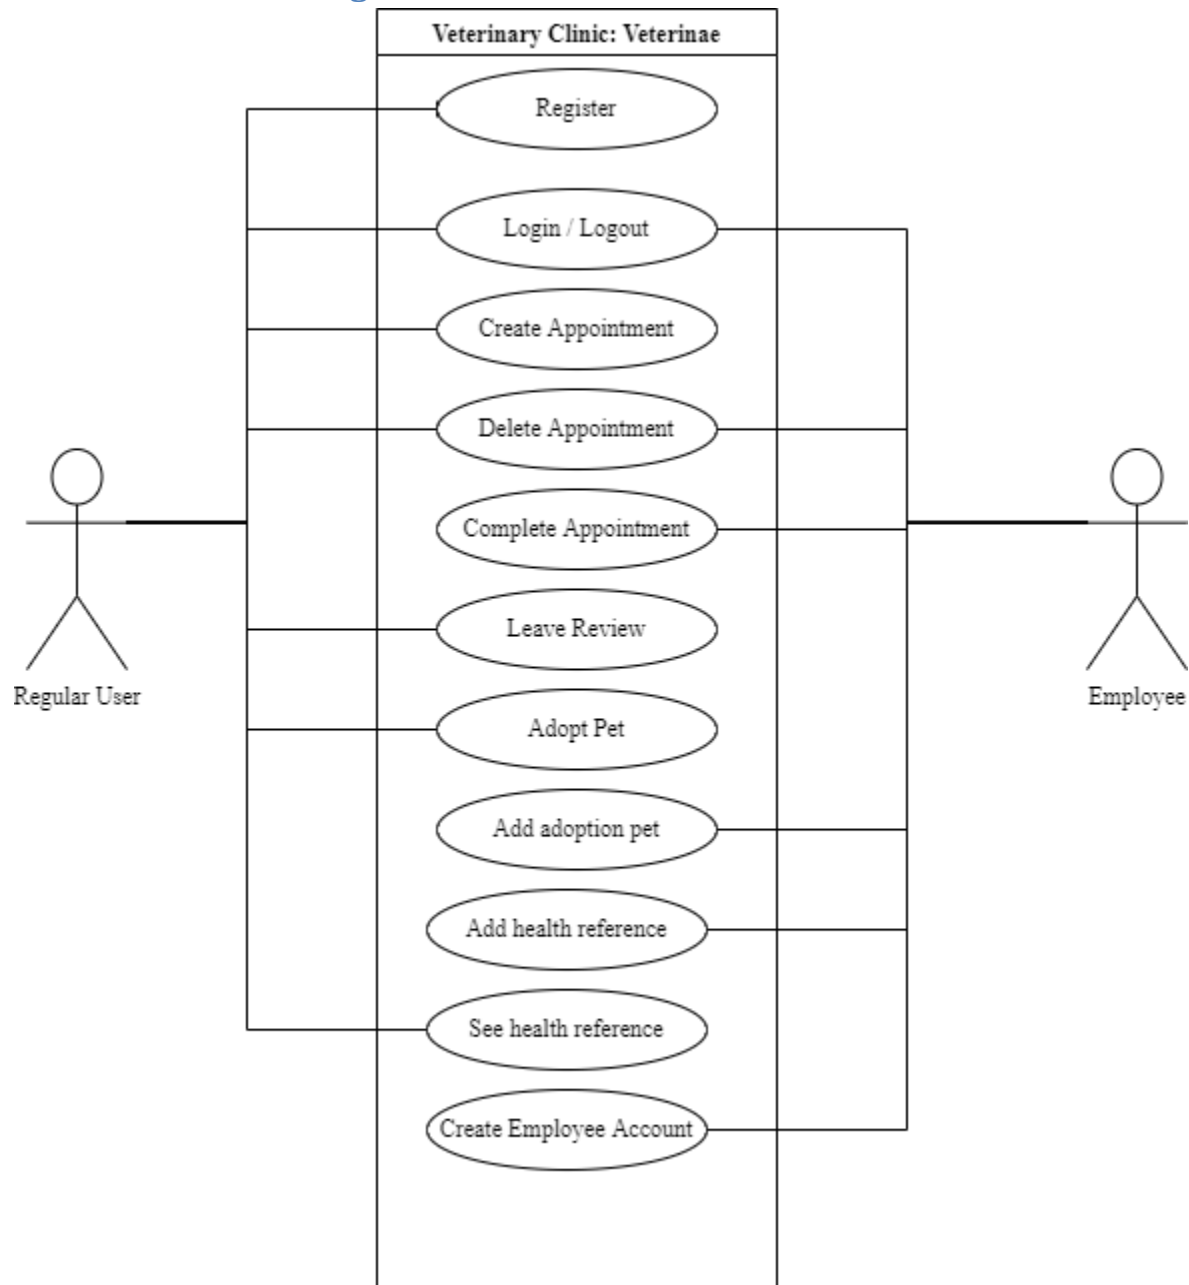 Veterinary Clinic: Veterinae
Register
Login / Logout
Create Appointment
Delete Appointment
Complete Appointment
Leave Review
Regular User
Employee
Adopt Pet
Add adoption pet
Add health reference
See health reference
Create Employee Account